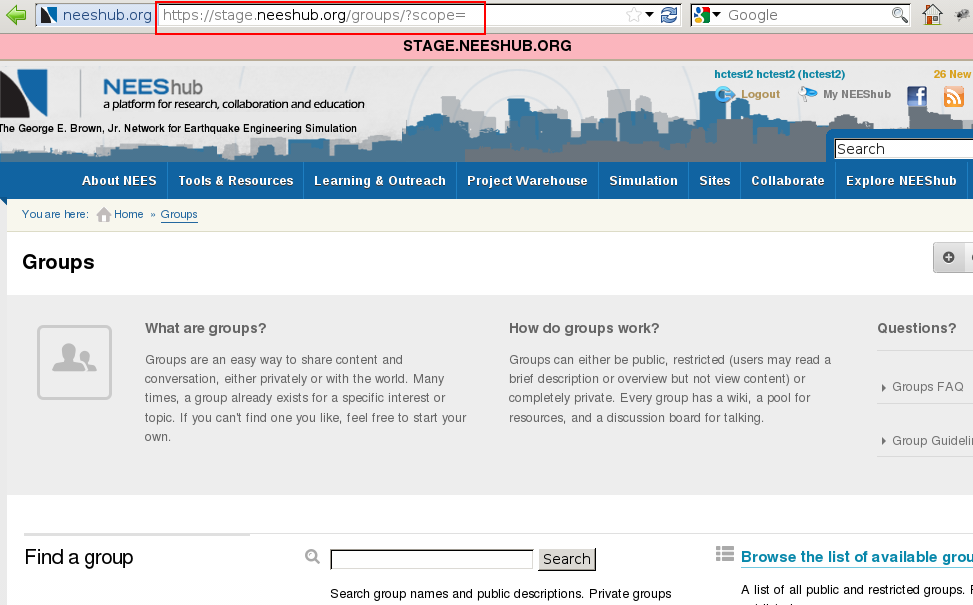 neeshub.org https://stage.neeshub.org/groups/?scope= Google
STAGE.NEESHUB.ORG
hctest2 hctest2 (hctest2) 26 New
NEEShub
a platform for research, collaboration and education
Logout My NEEShub
The George E. Brown, Jr. Network for Earthquake Engineering Simulation
Search
About NEES Tools & Resources Learning & Outreach Project Warehouse Simulation Sites Collaborate Explore NEEShub
You are here: Home » Groups
Groups
What are groups?
Groups are an easy way to share content and
conversation, either privately or with the world. Many
times, a group already exists for a specific interest or
topic. If you can't find one you like, feel free to start your
own.
How do groups work?
Groups can either be public, restricted (users may read a
brief description or overview but not view content) or
completely private. Every group has a wiki, a pool for
resources, and a discussion board for talking.
Questions?
Groups FAQ
Group Guidelin
Find a group
Search
Search group names and public descriptions. Private groups
Browse the list of available grou
A list of all public and restricted groups.